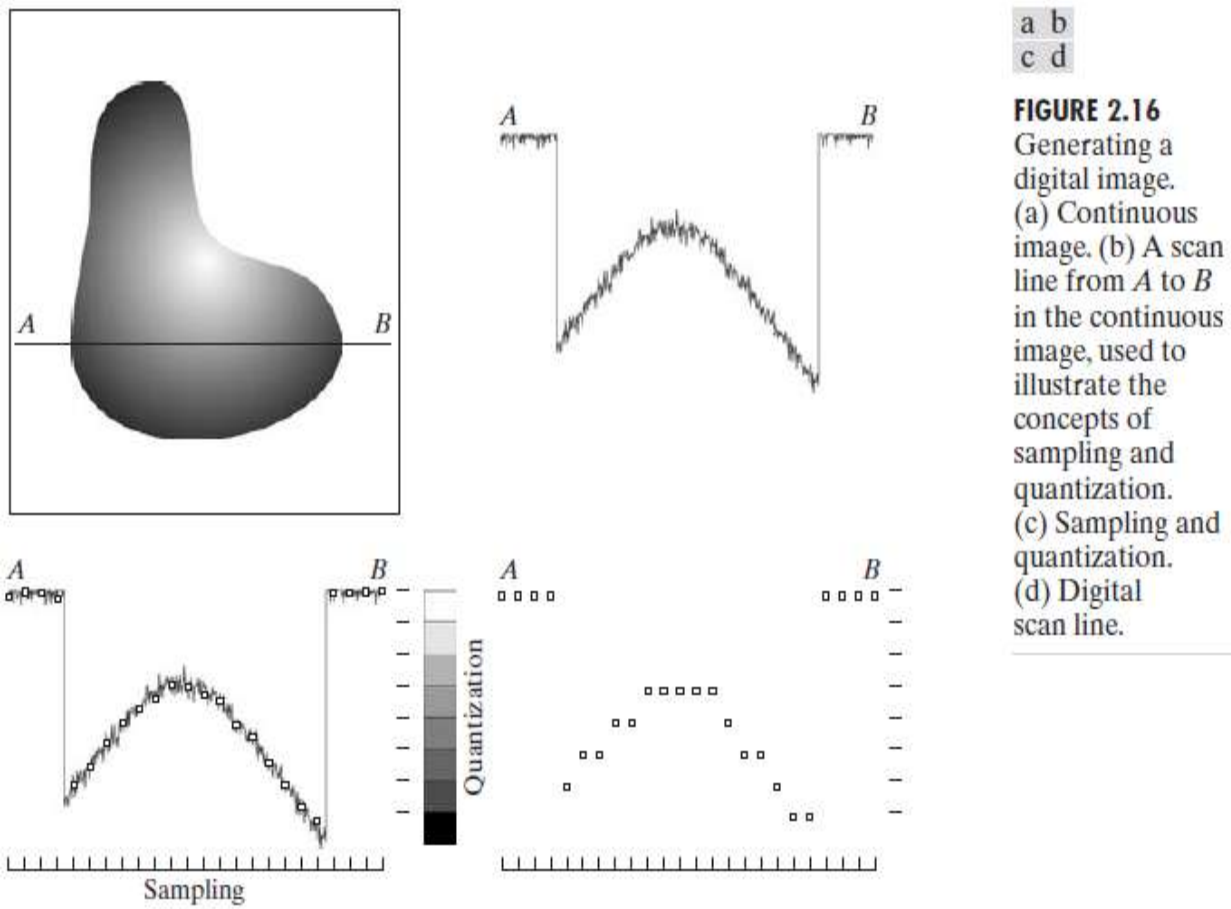 A B
A B
A B
Quantization
Sampling
A B
a b
c d
FIGURE 2.16
Generating a
digital image.
(a) Continuous
image. (b) A scan
line from A to B
in the continuous
image, used to
illustrate the
concepts of
sampling and
quantization.
(c) Sampling and
quantization.
(d) Digital
scan line.